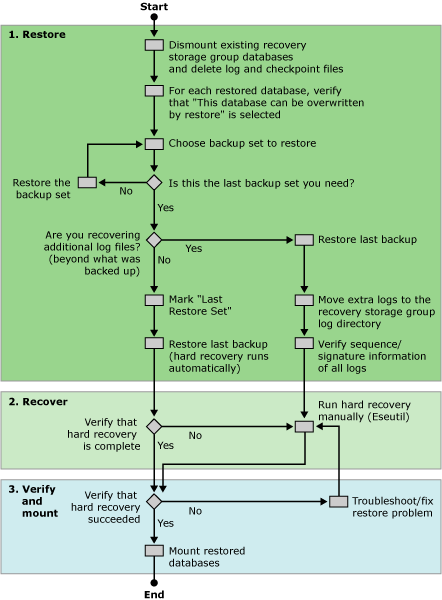 Start
1. Restore
Dismount existing recovery
storage group databases
and delete log and checkpoint files
For each restored database, verify
that "This database can be overwritten
by restore" is selected
Choose backup set to restore
Restore the
backup set
No
Is this the last backup set you need?
Yes
Are you recovering
additional log files?
(beyond what was
backed up)
Yes
No
Restore last backup
Mark "Last
Restore Set"
Move extra logs to the
recovery storage group
log directory
Restore last backup
(hard recovery runs
automatically)
Verify sequence/
signature information
of all logs
2. Recover
Verify that
hard recovery
is complete
No
Yes
Run hard recovery
manually (Eseutil)
3. Verify
and
mount
Verify that
hard recovery
succeeded
No
Yes
Troubleshoot/fix
restore problem
Mount restored
databases
End